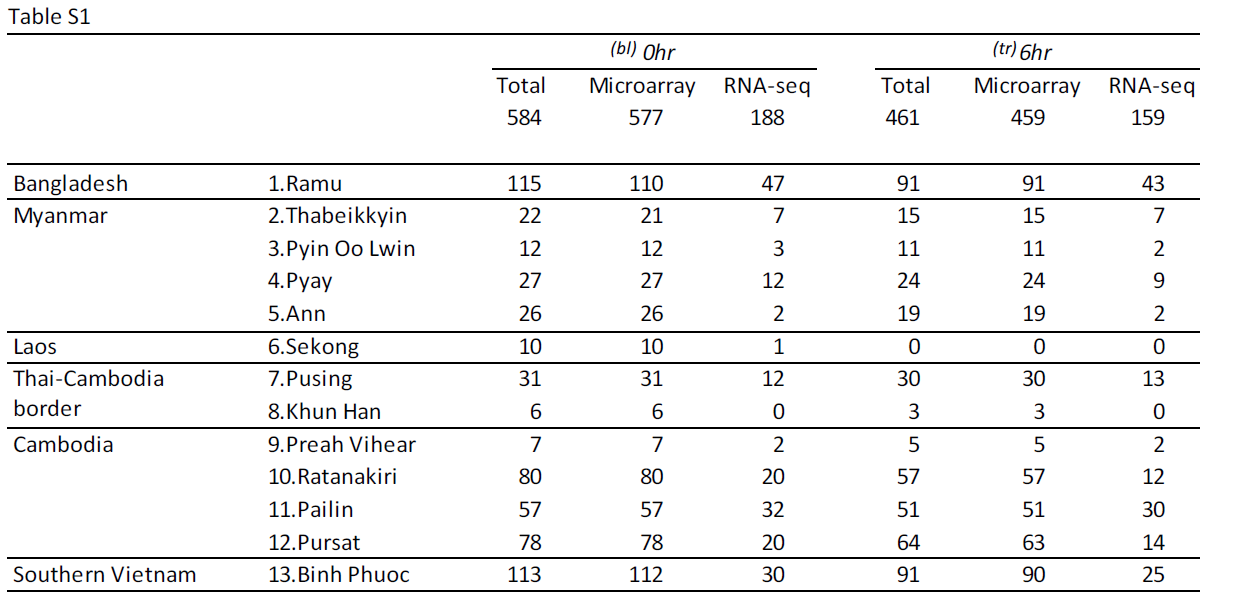 Table S1
(bl) 0hr (tr) 6hr
Total Microarray RNA-seq Total Microarray RNA-seq
584 577 188 461 459 159
Bangladesh 1.Ramu 115 110 47 91 91 43
Myanmar 2.Thabeikkyin 22 21 7 15 15 7
3.Pyin Oo Lwin 12 12 3 11 11 2
4.Pyay 27 27 12 24 24 9
5.Ann 26 26 2 19 19 2
Laos 6.Sekong 10 10 1 0 0 0
Thai-Cambodia 7.Pusing 31 31 12 30 30 13
border 8.Khun Han 6 6 0 3 3 0
Cambodia 9.Preah Vihear 7 7 2 5 5 2
10.Ratanakiri 80 80 20 57 57 12
11.Pailin 57 57 32 51 51 30
12.Pursat 78 78 20 64 63 14
Southern Vietnam 13.Binh Phuoc 113 112 30 91 90 25